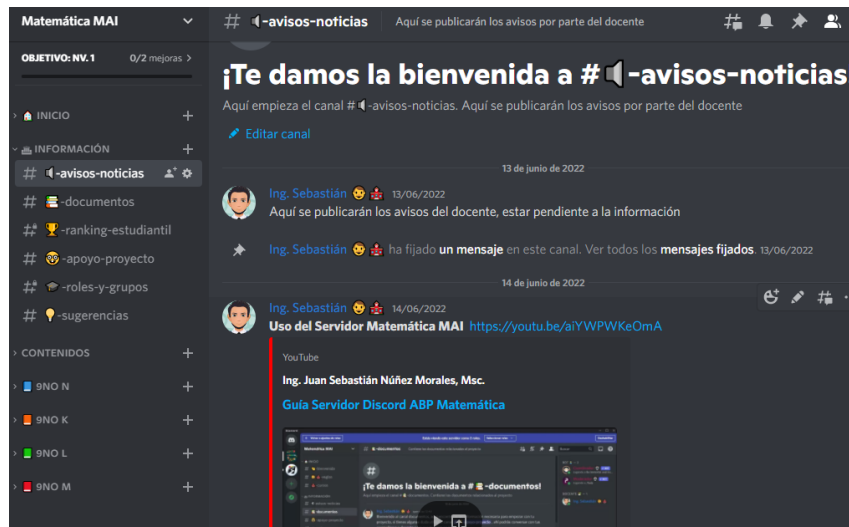 Matemática MAI
OBJETIVO: NV. 1 0/2 mejoras >
INICIO
INFORMACIÓN
-avisos-noticias
-documentos
-ranking-estudiantil
-apoyo-proyecto
-roles-y-grupos
-sugerencias
CONTENIDOS
9NO N
9NO K
9NO L
9NO M
-avisos-noticias Aquí se publicarán los avisos por parte del docente
¡Te damos la bienvenida a # -avisos-noticias
Aquí empieza el canal # -avisos-noticias. Aquí se publicarán los avisos por parte del docente
Editar canal
13 de junio de 2022
Ing. Sebastián 13/06/2022
Aquí se publicarán los avisos del docente, estar pendiente a la información
Ing. Sebastián ha fijado un mensaje en este canal. Ver todos los mensajes fijados. 13/06/2022
14 de junio de 2022
Ing. Sebastián 14/06/2022
Uso del Servidor Matemática MAI https://youtu.be/aiYWPWKeOmA
YouTube
Ing. Juan Sebastián Núñez Morales, Msc.
Guía Servidor Discord ABP Matemática
¡Te damos la bienvenida a # -documentos!